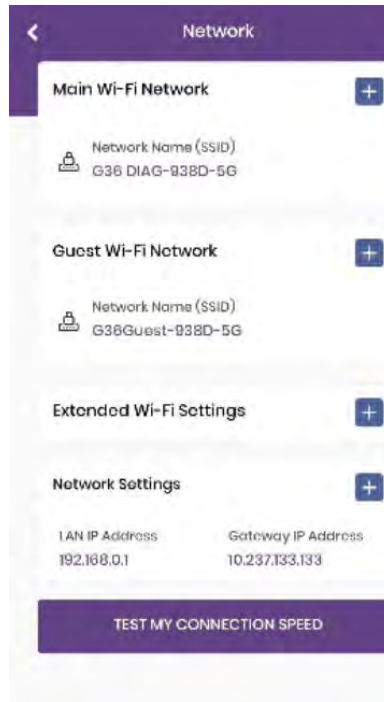 Network
Main Wi-Fi Network
Network Name (SSID)
G36 DIAG-938D-5G
Guest Wi-Fi Network
Network Name (SSID)
G36Guest-938D-5G
Extended Wi-Fi Settings
Network Settings
LAN IP Address Gateway IP Address
192.168.0.1 10.237.133.133
TEST MY CONNECTION SPEED